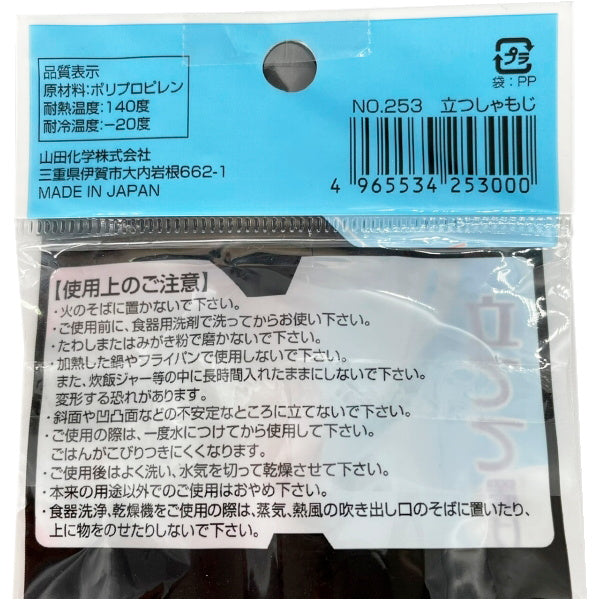 品質表示
原材料:ポリプロピレン
耐熱温度:140度
耐冷温度:-20度
山田化学株式会社
三重県伊賀市大内岩根662-1
MADE IN JAPAN
プラ
袋:PP
NO.253 立つしゃもじ
4 965534 253000
【使用上のご注意】
・火のそばに置かないで下さい。
・ご使用前に、食器用洗剤で洗ってからお使い下さい。
・たわしまたはみがき粉で磨かないで下さい。
・加熱した鍋やフライパンで使用しないで下さい。
また、炊飯ジャー等の中に長時間入れたままにしないで下さい。
変形する恐れがあります。
・斜面や凹凸面などの不安定なところに立てないで下さい。
・ご使用の際は、一度水につけてから使用して下さい。
ごはんがこびりつきにくくなります。
・ご使用後はよく洗い、水気を切って乾燥させて下さい。
・本来の用途以外でのご使用はおやめ下さい。
・食器洗浄、乾燥機をご使用の際は、蒸気、熱風の吹き出し口のそばに置いたり、
上に物をのせたりしないで下さい。